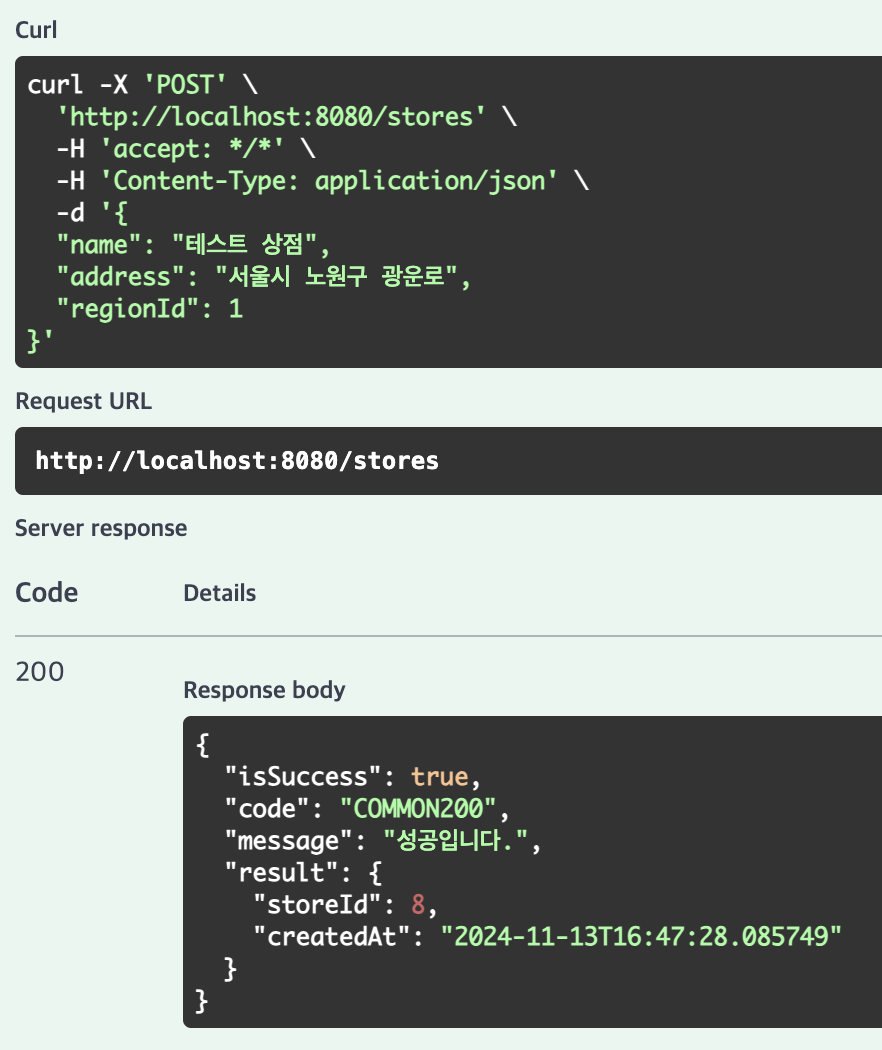 Curl
curl -X 'POST' \
  'http://localhost:8080/stores' \
  -H 'accept: */*' \
  -H 'Content-Type: application/json' \
  -d '{
  "name": "테스트 상점",
  "address": "서울시 노원구 광운로",
  "regionId": 1
}'
Request URL
http://localhost:8080/stores
Server response
Code Details
200
Response body
{
  "isSuccess": true,
  "code": "COMMON200",
  "message": "성공입니다.",
  "result": {
    "storeId": 8,
    "createdAt": "2024-11-13T16:47:28.085749"
  }
}